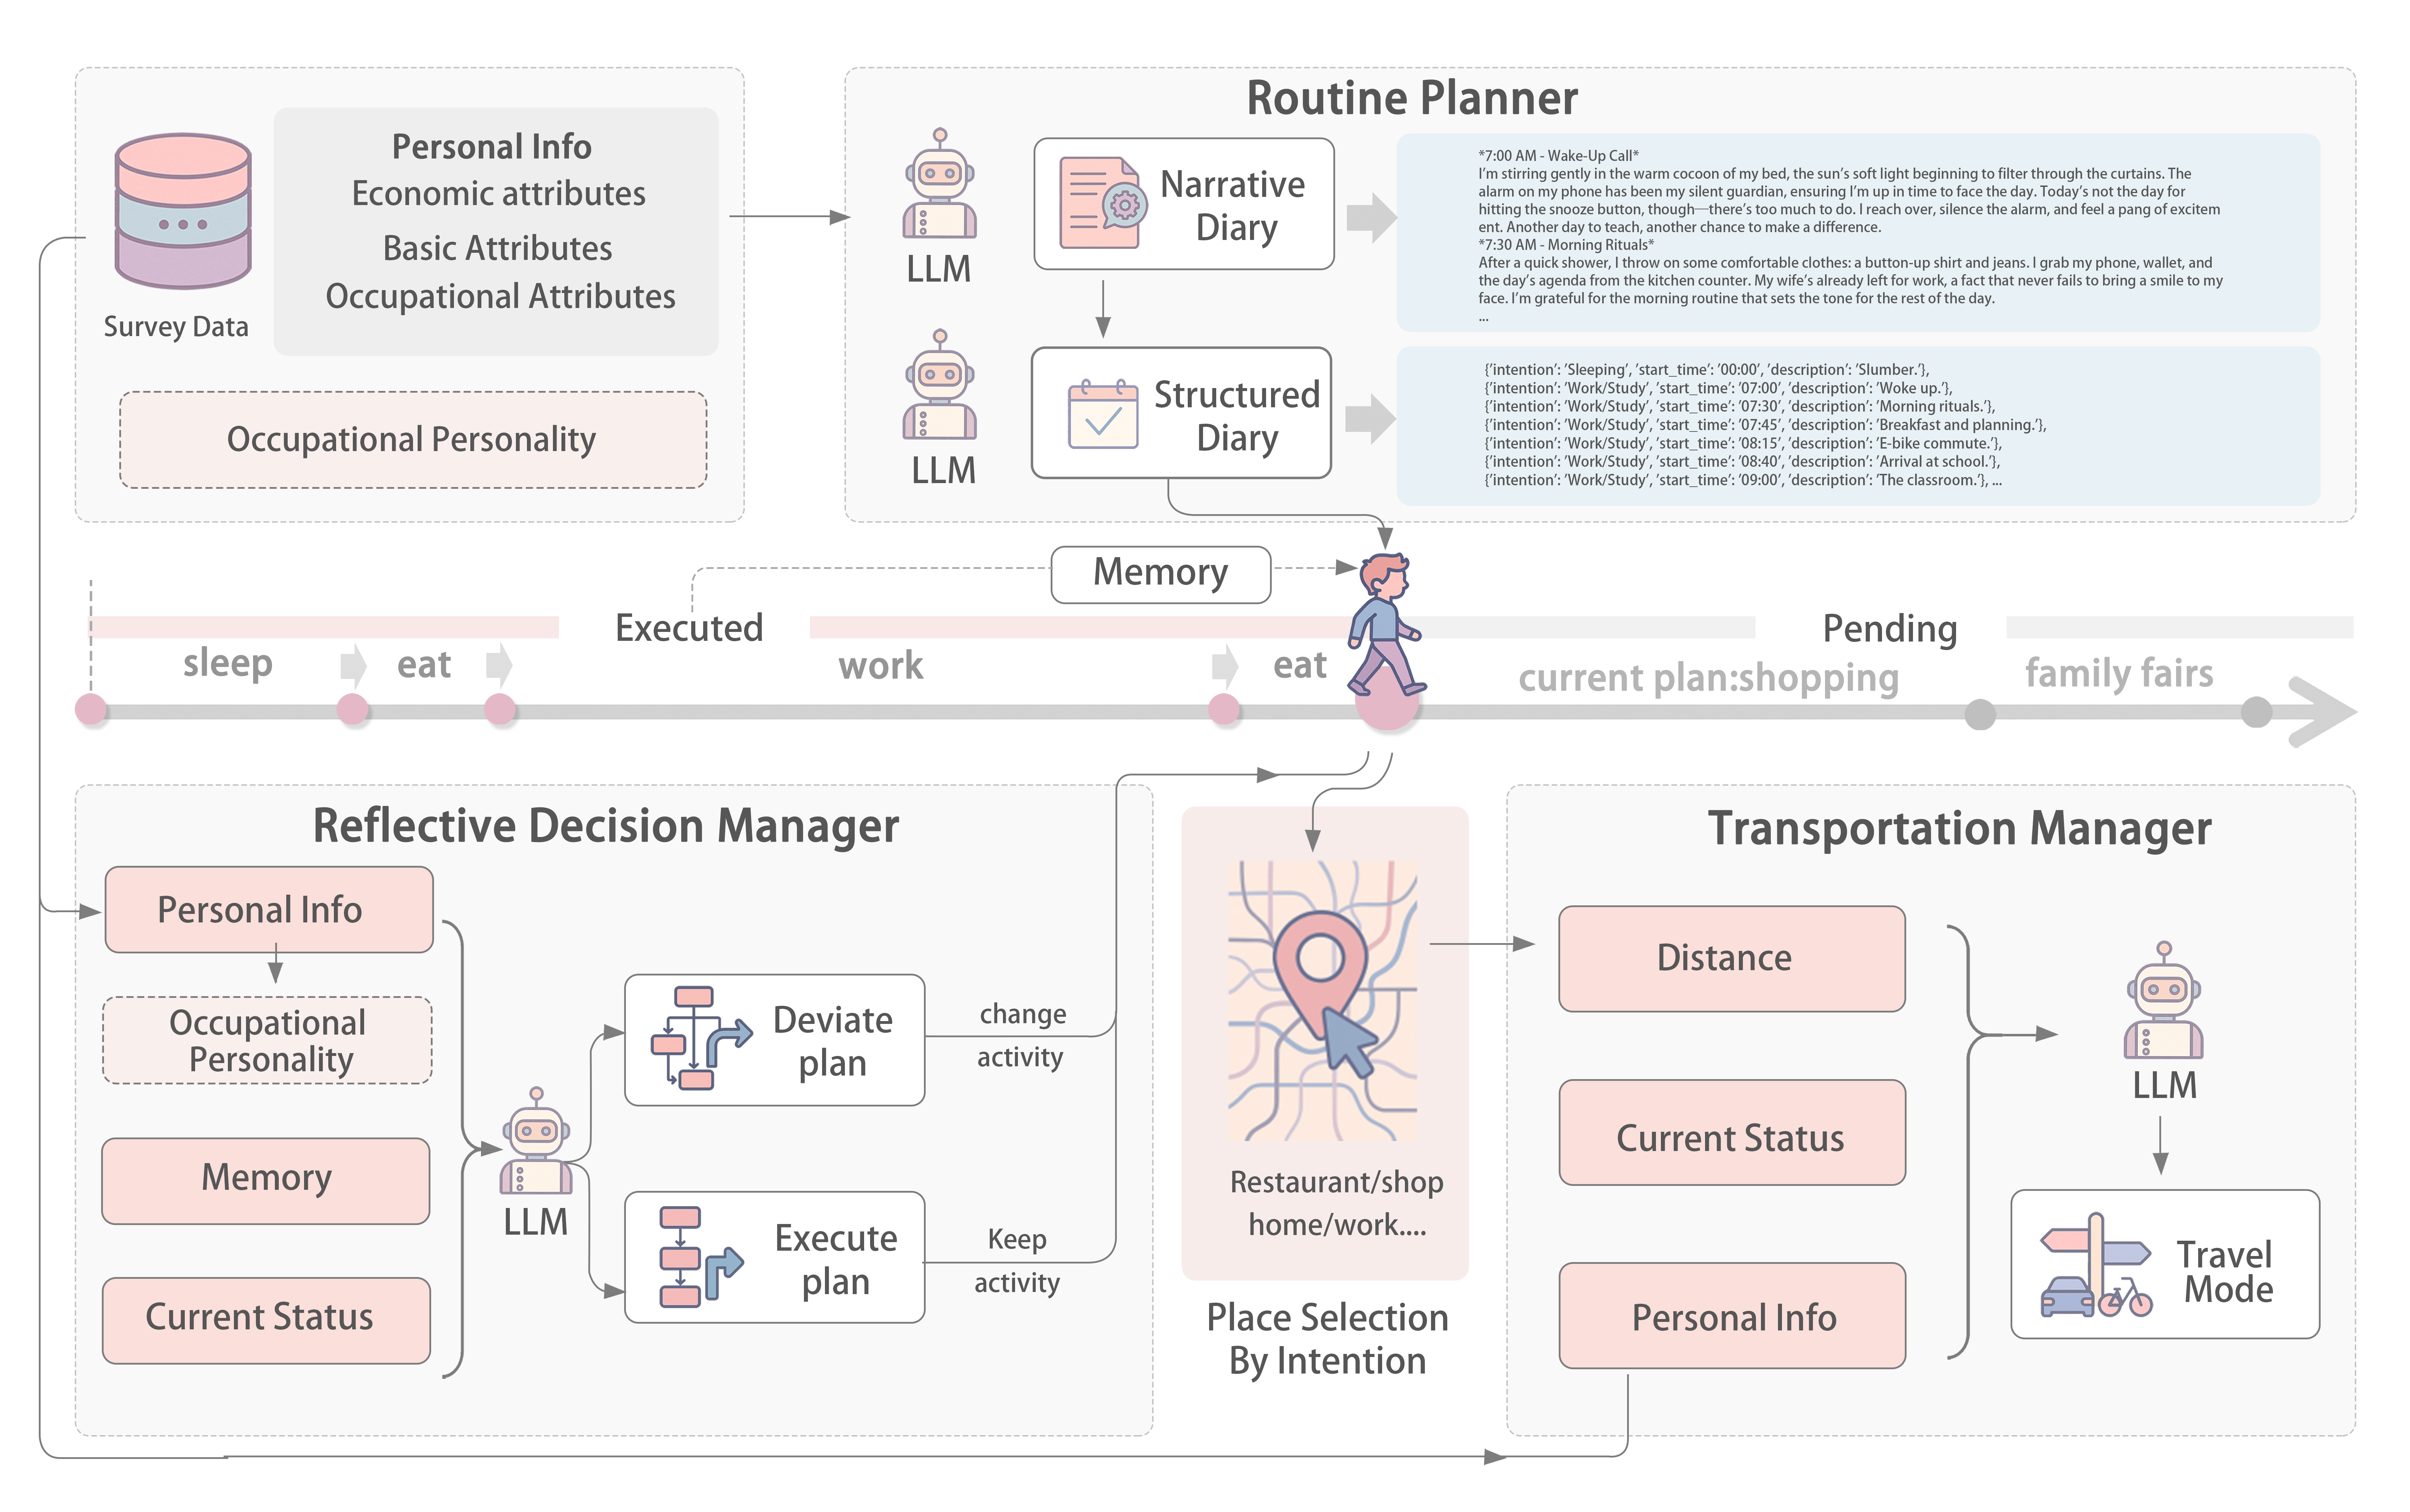 Survey Data
Personal Info
Economic attributes
Basic Attributes
Occupational Attributes
Occupational Personality
Routine Planner
LLM
Narrative
Diary
*7:00 AM - Wake-Up Call*
I'm stirring gently in the warm cocoon of my bed, the sun's soft light beginning to filter through the curtains. The
alarm on my phone has been my silent guardian, ensuring I'm up in time to face the day. Today's not the day for
hitting the snooze button, though—there's too much to do. I reach over, silence the alarm, and feel a pang of excitem
ent. Another day to teach, another chance to make a difference.
*7:30 AM - Morning Rituals*
After a quick shower, I throw on some comfortable clothes: a button-up shirt and jeans. I grab my phone, wallet, and
the day's agenda from the kitchen counter. My wife's already left for work, a fact that never fails to bring a smile to my
face. I'm grateful for the morning routine that sets the tone for the rest of the day.
...
LLM
Structured
Diary
{'intention': 'Sleeping', 'start_time': '00:00', 'description': 'Slumber.'},
{'intention': 'Work/Study', 'start_time': '07:00', 'description': 'Woke up.'},
{'intention': 'Work/Study', 'start_time': '07:30', 'description': 'Morning rituals.'},
{'intention': 'Work/Study', 'start_time': '07:45', 'description': 'Breakfast and planning.'},
{'intention': 'Work/Study', 'start_time': '08:15', 'description': 'E-bike commute.'},
{'intention': 'Work/Study', 'start_time': '08:40', 'description': 'Arrival at school.'},
{'intention': 'Work/Study', 'start_time': '09:00', 'description': 'The classroom.'}, ...
Memory
Executed
Pending
sleep
eat
work
eat
current plan:shopping
family fairs
Reflective Decision Manager
Personal Info
Occupational
Personality
Memory
Current Status
LLM
Deviate
plan
change
activity
Execute
plan
Keep
activity
Restaurant/shop
home/work....
Place Selection
By Intention
Transportation Manager
Distance
Current Status
Personal Info
LLM
Travel
Mode